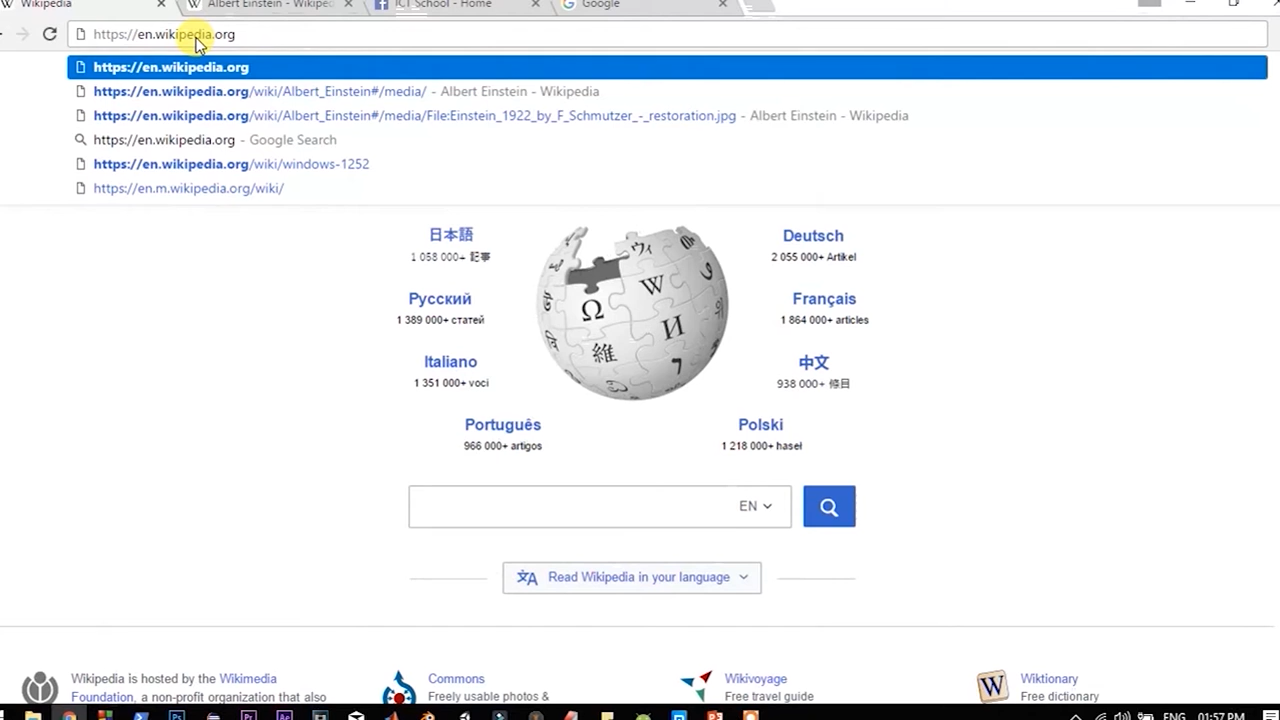 Wikipedia
Albert Einstein - Wikiped
ICT School - Home
Google
https://en.wikipedia.org
https://en.wikipedia.org
https://en.wikipedia.org/wiki/Albert_Einstein#/media/ - Albert Einstein - Wikipedia
https://en.wikipedia.org/wiki/Albert_Einstein#/media/File:Einstein_1922_by_F_Schmutzer_-_restoration.jpg - Albert Einstein - Wikipedia
https://en.wikipedia.org - Google Search
https://en.wikipedia.org/wiki/windows-1252
https://en.m.wikipedia.org/wiki/
日本語
1 058 000+ 記事
Deutsch
2 055 000+ Artikel
Русский
1 389 000+ статей
Français
1 864 000+ articles
Italiano
1 351 000+ voci
中文
938 000+ 條目
Português
966 000+ artigos
Polski
1 218 000+ haseł
Ω W И 維 ウィ 7
EN
Read Wikipedia in your language
Wikipedia is hosted by the Wikimedia
Foundation, a non-profit organization that also
Commons
Freely usable photos &
Wikivoyage
Free travel guide
W
Wiktionary
Free dictionary
ENG 01:57 PM